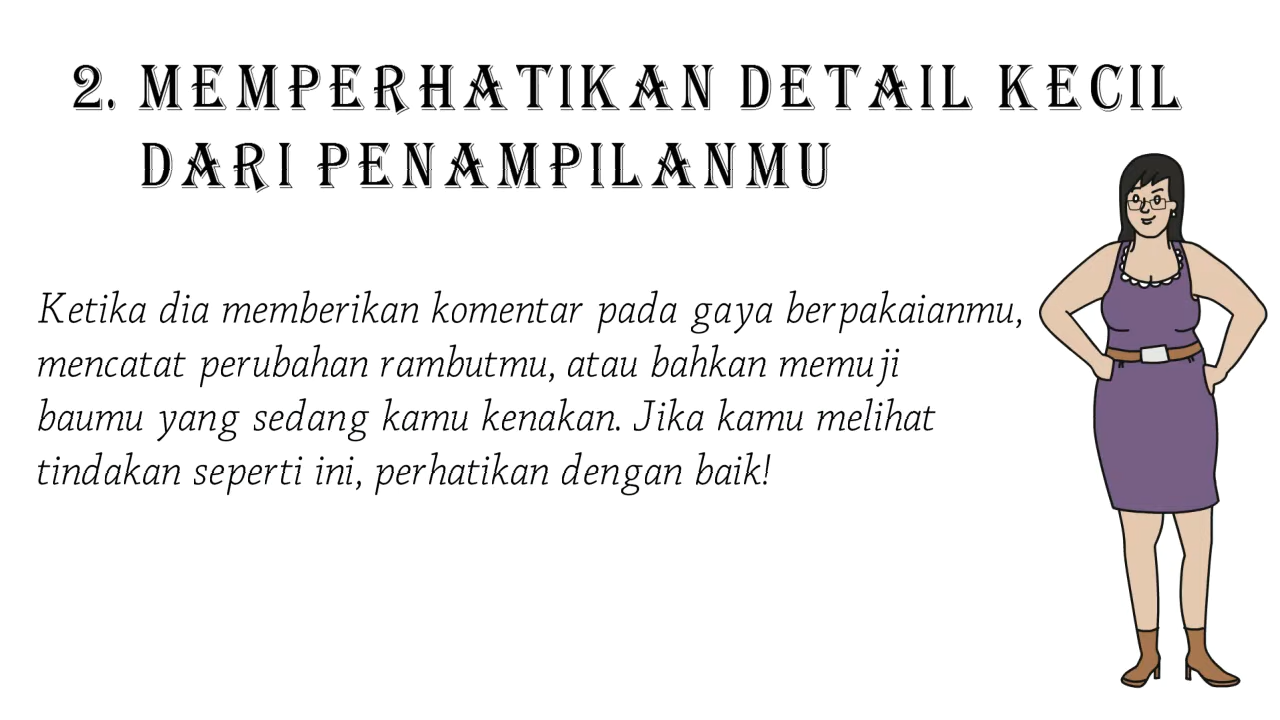 2. MEMPERHATIKAN DETAIL KECIL
DARI PENAMPILANMU
Ketika dia memberikan komentar pada gaya berpakaianmu,
mencatat perubahan rambutmu, atau bahkan memuji
baumu yang sedang kamu kenakan. Jika kamu melihat
tindakan seperti ini, perhatikan dengan baik!